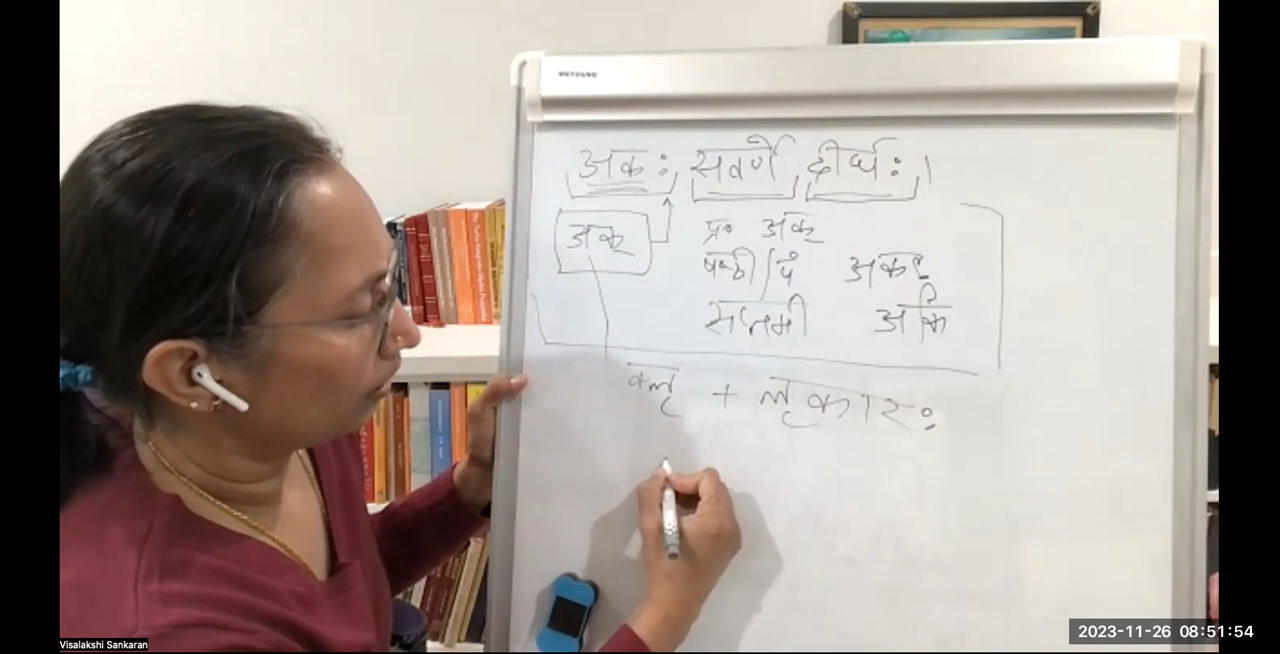 अकः सवर्णे दीर्घः।
अक् प्र० अक्
षष्ठी/पं अकः
सप्तमी अकि
क्लृ + लृकारः
Visalakshi Sankaran
2023-11-26 08:51:54